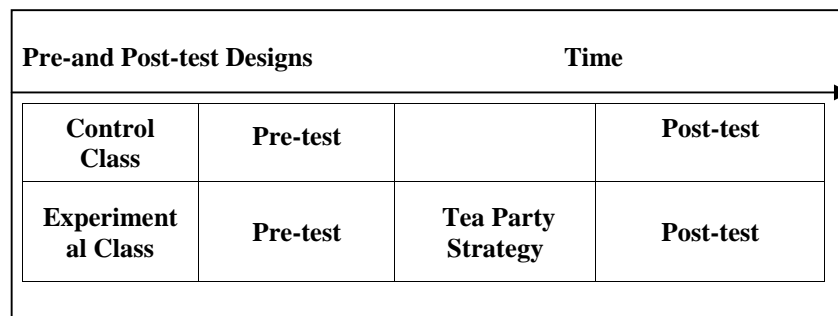 Pre-and Post-test Designs Time
Control
Class
Pre-test
Post-test
Experiment
al Class
Pre-test
Tea Party
Strategy
Post-test